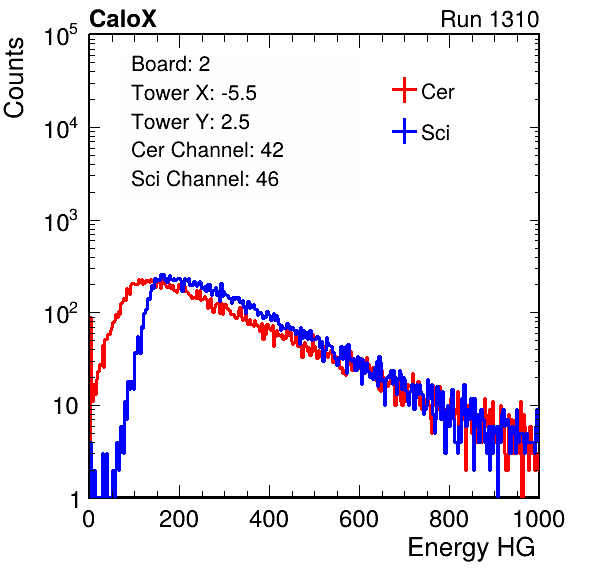 CaloX Run 1310
Counts
10^5
10^4
10^3
10^2
10
1
Board: 2
Tower X: -5.5
Tower Y: 2.5
Cer Channel: 42
Sci Channel: 46
Cer
Sci
0 200 400 600 800 1000
Energy HG